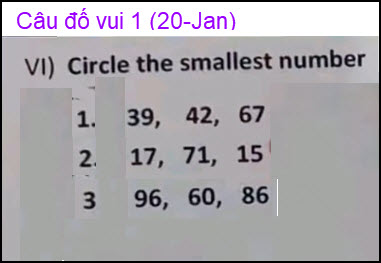 Câu đố vui 1 (20-Jan)
VI) Circle the smallest number
1. 39, 42, 67
2. 17, 71, 15
3 96, 60, 86